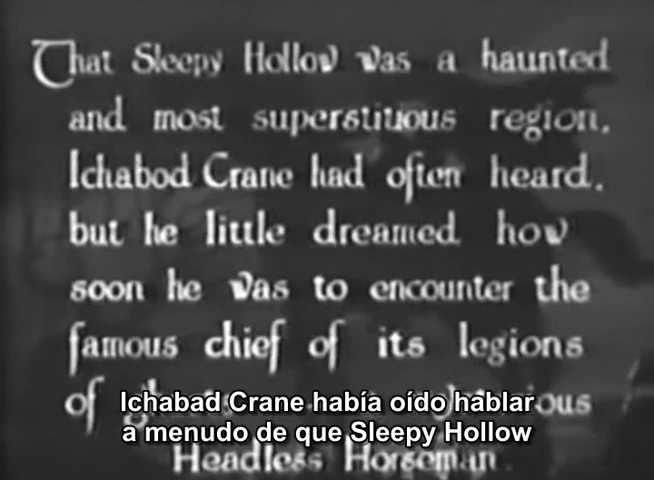 That Sleepy Hollow was a haunted
and most superstitious region,
Ichabod Crane had often heard,
but he little dreamed how
soon he was to encounter the
famous chief of its legions
of
Ichabad Crane había oído hablar
a menudo de que Sleepy Hollow
Headless Horseman.